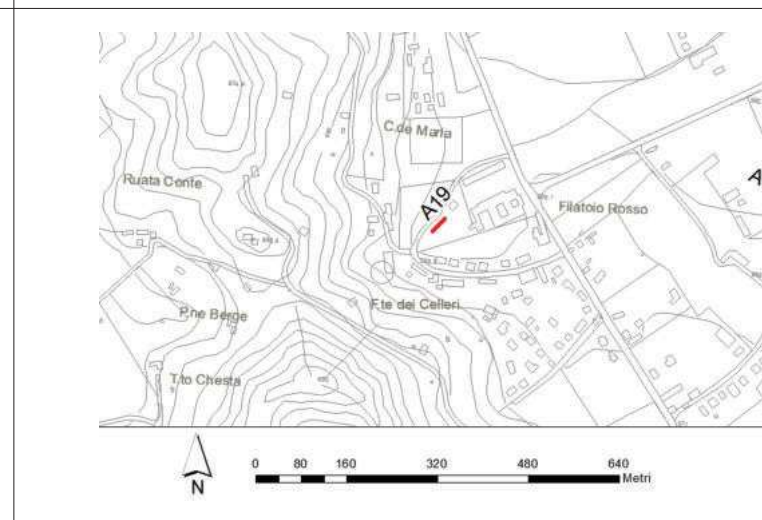 C.de Maria
Ruata Conte
A19
Filatoio Rosso
A
F.te dei Celleri
P.ne Berge
T.to Chesta
0 80 160 320 480 640
Metri
N